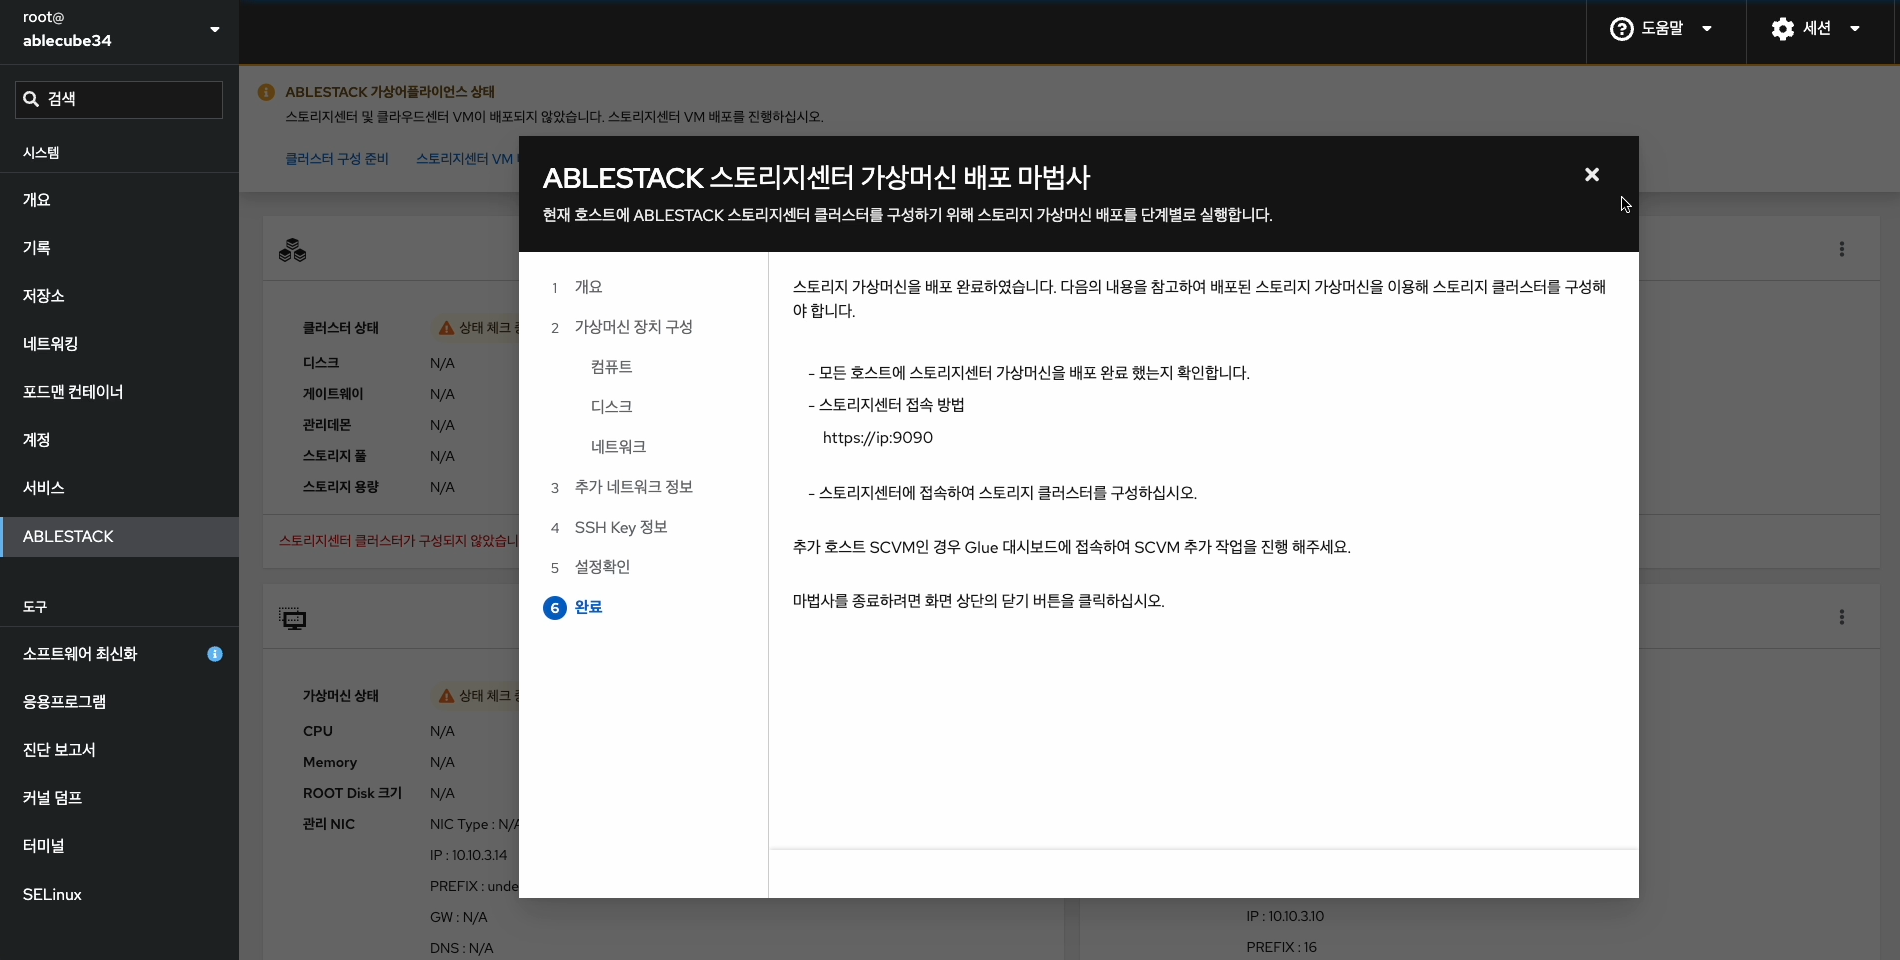 root@
ablecube34
도움말
세션
검색
시스템
개요
기록
저장소
네트워킹
포드맨 컨테이너
계정
서비스
ABLESTACK
도구
소프트웨어 최신화
응용프로그램
진단 보고서
커널 덤프
터미널
SELinux
ABLESTACK 가상어플라이언스 상태
스토리지센터 및 클라우드센터 VM이 배포되지 않았습니다. 스토리지센터 VM 배포를 진행하십시오.
클러스터 구성 준비
스토리지센터 VM
클러스터 상태
상태 체크
디스크 N/A
게이트웨이 N/A
관리데몬 N/A
스토리지 풀 N/A
스토리지 용량 N/A
스토리지센터 클러스터가 구성되지 않았습니
가상머신 상태
상태 체크
CPU N/A
Memory N/A
ROOT Disk 크기 N/A
관리 NIC NIC Type : N/A
IP : 10.10.3.14
PREFIX : unde
GW : N/A
DNS : N/A
IP : 10.10.3.10
PREFIX : 16
ABLESTACK 스토리지센터 가상머신 배포 마법사
현재 호스트에 ABLESTACK 스토리지센터 클러스터를 구성하기 위해 스토리지 가상머신 배포를 단계별로 실행합니다.
1 개요
2 가상머신 장치 구성
컴퓨트
디스크
네트워크
3 추가 네트워크 정보
4 SSH Key 정보
5 설정확인
6 완료
스토리지 가상머신을 배포 완료하였습니다. 다음의 내용을 참고하여 배포된 스토리지 가상머신을 이용해 스토리지 클러스터를 구성해
야 합니다.
- 모든 호스트에 스토리지센터 가상머신을 배포 완료 했는지 확인합니다.
- 스토리지센터 접속 방법
https://ip:9090
- 스토리지센터에 접속하여 스토리지 클러스터를 구성하십시오.
추가 호스트 SCVM인 경우 Glue 대시보드에 접속하여 SCVM 추가 작업을 진행 해주세요.
마법사를 종료하려면 화면 상단의 닫기 버튼을 클릭하십시오.